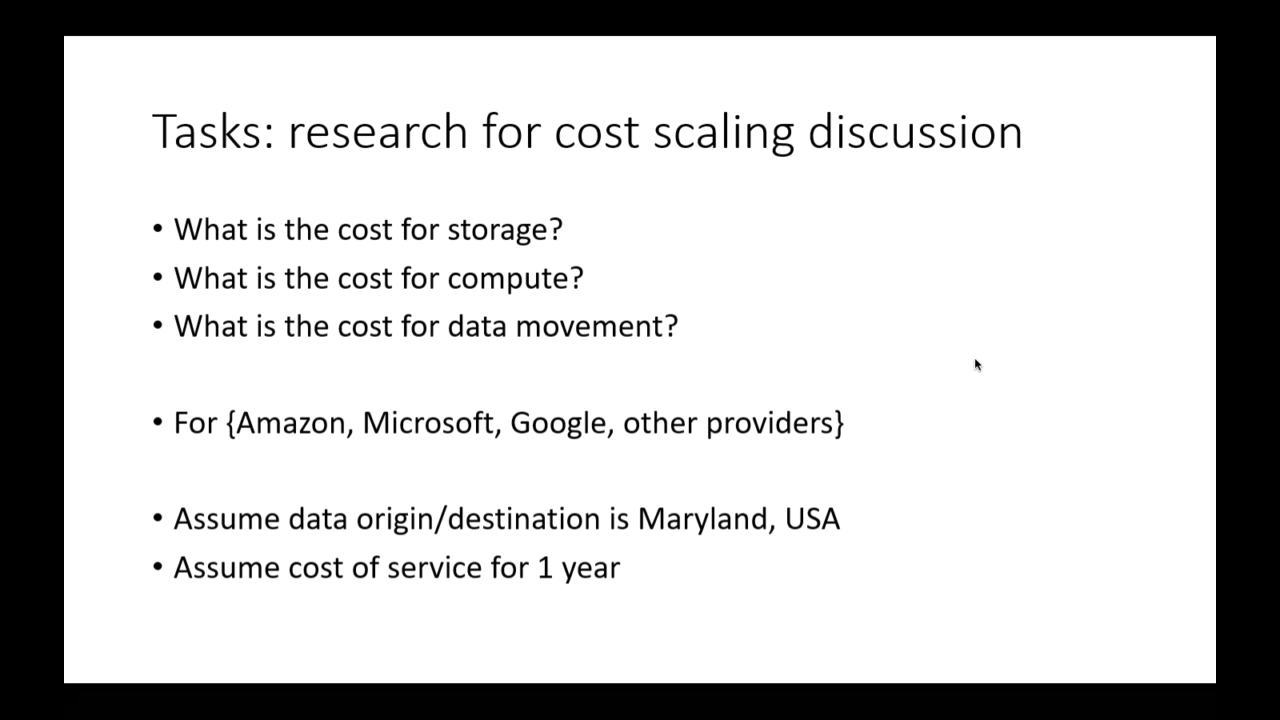 Tasks: research for cost scaling discussion
• What is the cost for storage?
• What is the cost for compute?
• What is the cost for data movement?
• For {Amazon, Microsoft, Google, other providers}
• Assume data origin/destination is Maryland, USA
• Assume cost of service for 1 year